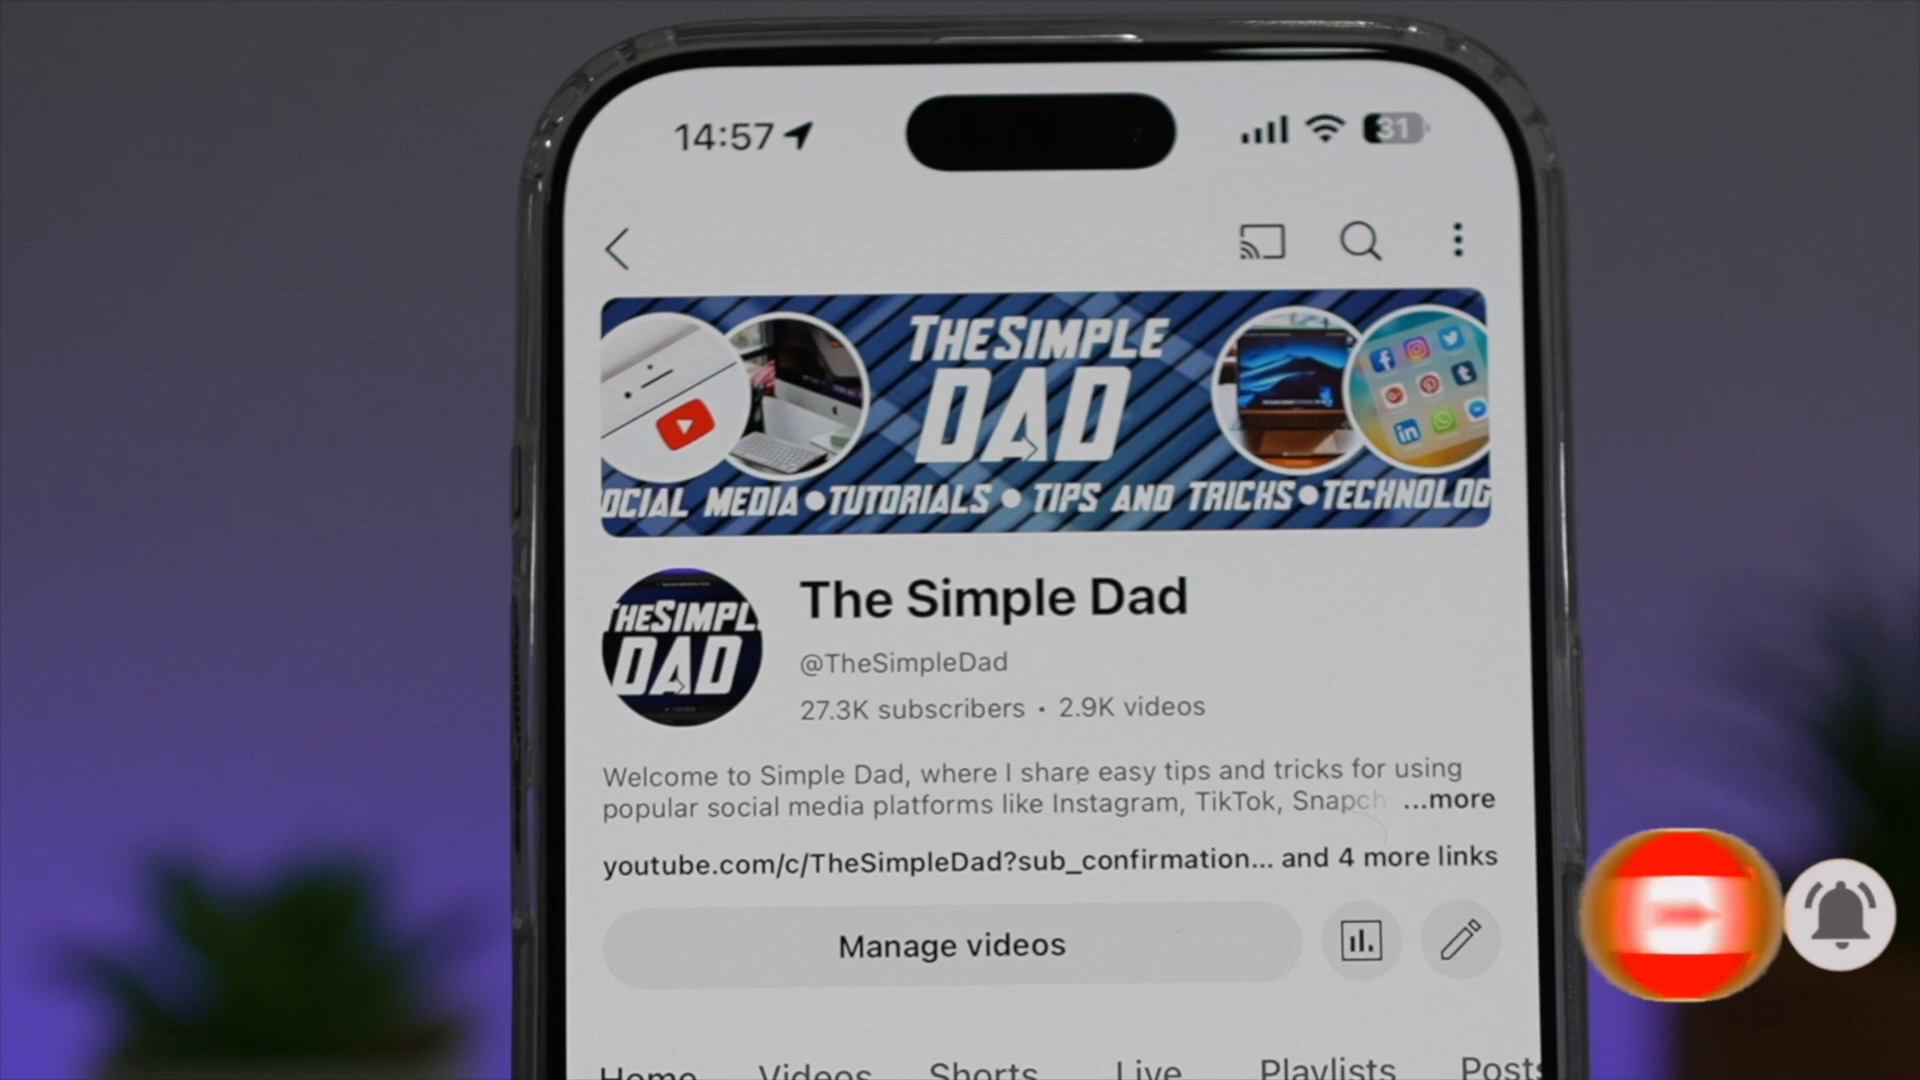 14:57
31
THESIMPLE
DAD
OCIAL MEDIA●TUTORIALS ● TIPS AND TRICKS●TECHNOLOG
THESIMPL
DAD
The Simple Dad
@TheSimpleDad
27.3K subscribers · 2.9K videos
Welcome to Simple Dad, where I share easy tips and tricks for using
popular social media platforms like Instagram, TikTok, Snapch ...more
youtube.com/c/TheSimpleDad?sub_confirmation... and 4 more links
Manage videos
Home Videos Shorts Live Playlists Posts